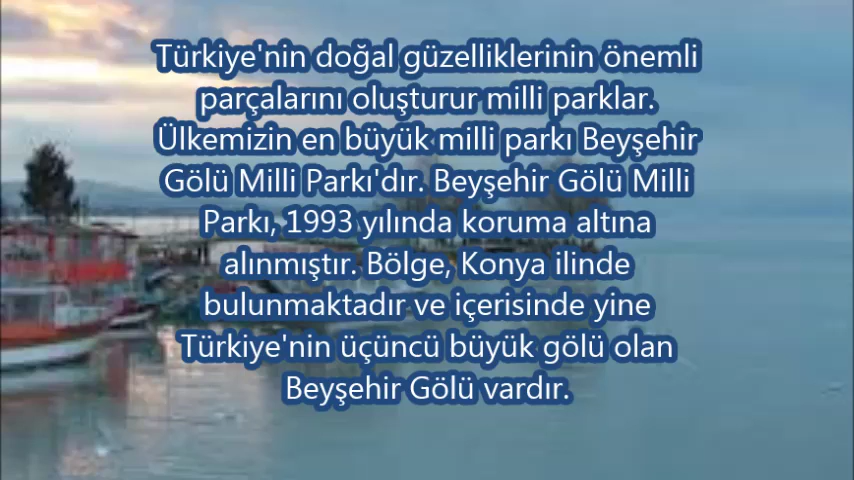 Türkiye'nin doğal güzelliklerinin önemli
parçalarını oluşturur milli parklar.
Ülkemizin en büyük milli parkı Beyşehir
Gölü Milli Parkı'dır. Beyşehir Gölü Milli
Parkı, 1993 yılında koruma altına
alınmıştır. Bölge, Konya ilinde
bulunmaktadır ve içerisinde yine
Türkiye'nin üçüncü büyük gölü olan
Beyşehir Gölü vardır.